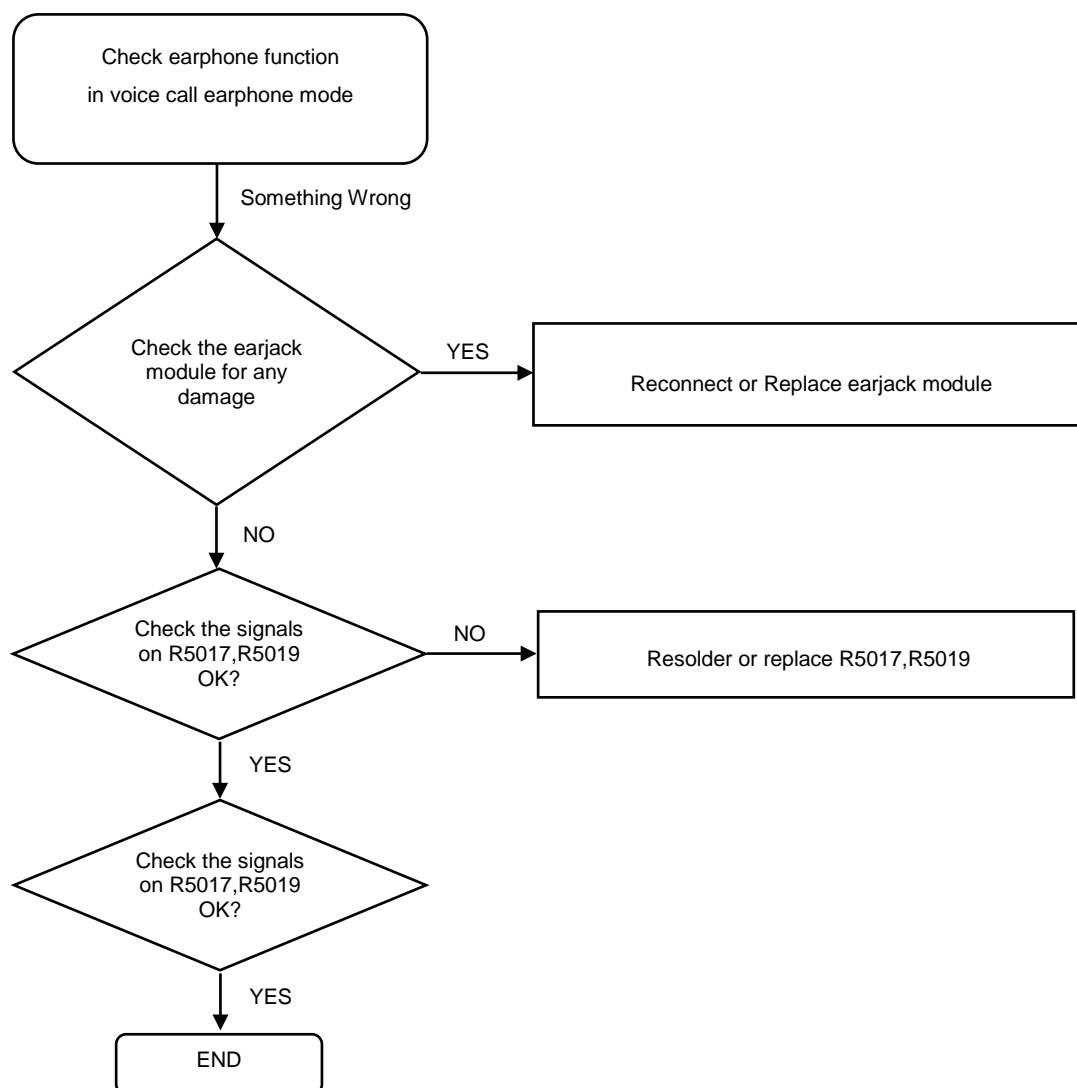 Check earphone function
in voice call earphone mode
Something Wrong
Check the earjack
module for any
damage
YES
Reconnect or Replace earjack module
NO
Check the signals
on R5017,R5019
OK?
NO
Resolder or replace R5017,R5019
YES
Check the signals
on R5017,R5019
OK?
YES
END